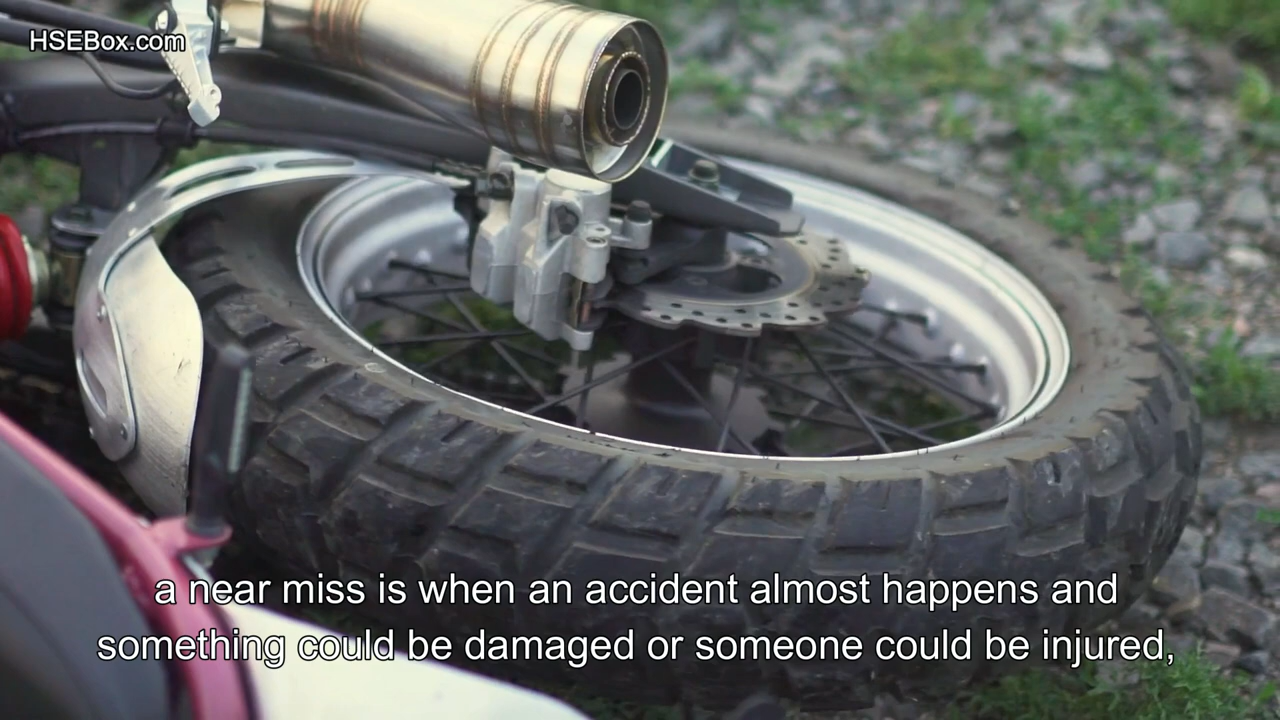 HSEBox.com
a near miss is when an accident almost happens and
something could be damaged or someone could be injured,